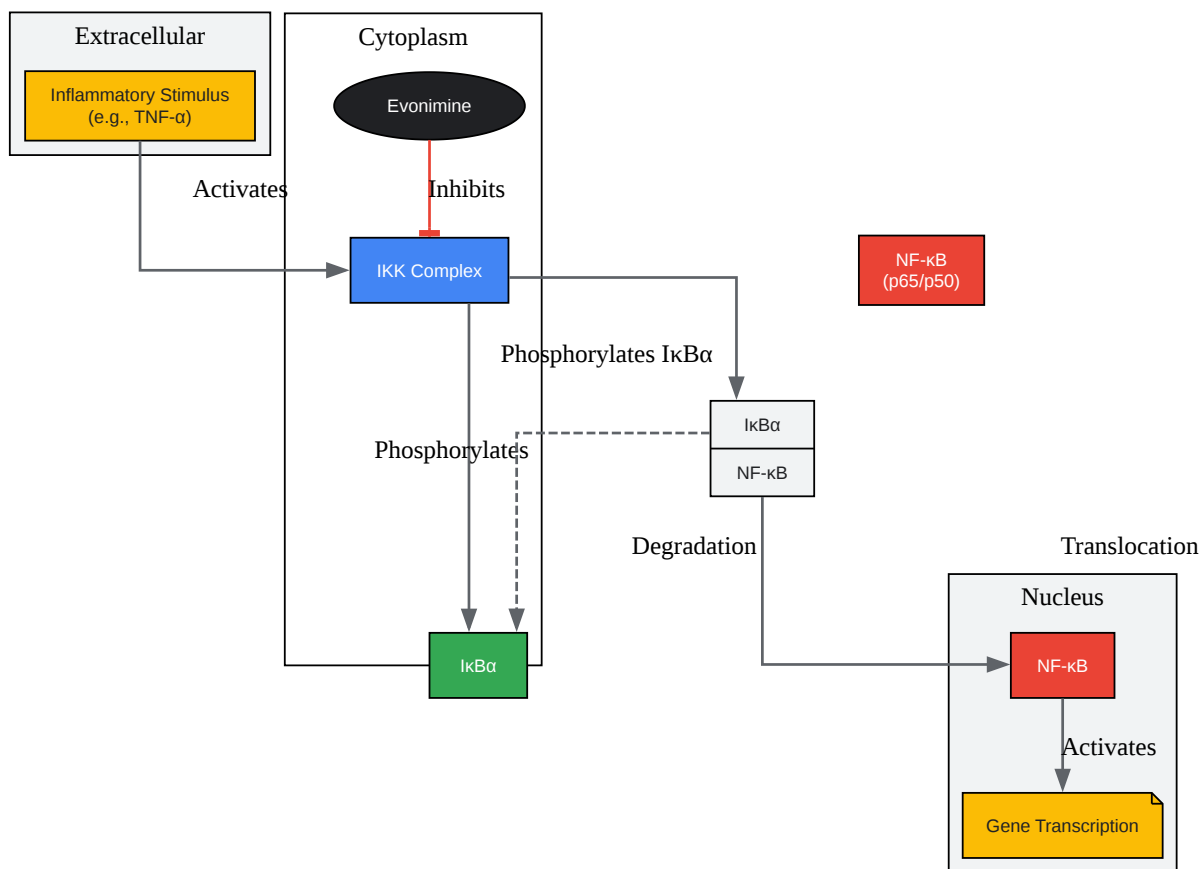 Extracellular
Inflammatory Stimulus
(e.g., TNF-α)
Cytoplasm
Evonimine
Activates
Inhibits
IKK Complex
NF-κB
(p65/p50)
Phosphorylates IκBα
IκBα
NF-κB
Phosphorylates
Degradation
Translocation
Nucleus
IκBα
NF-κB
Activates
Gene Transcription